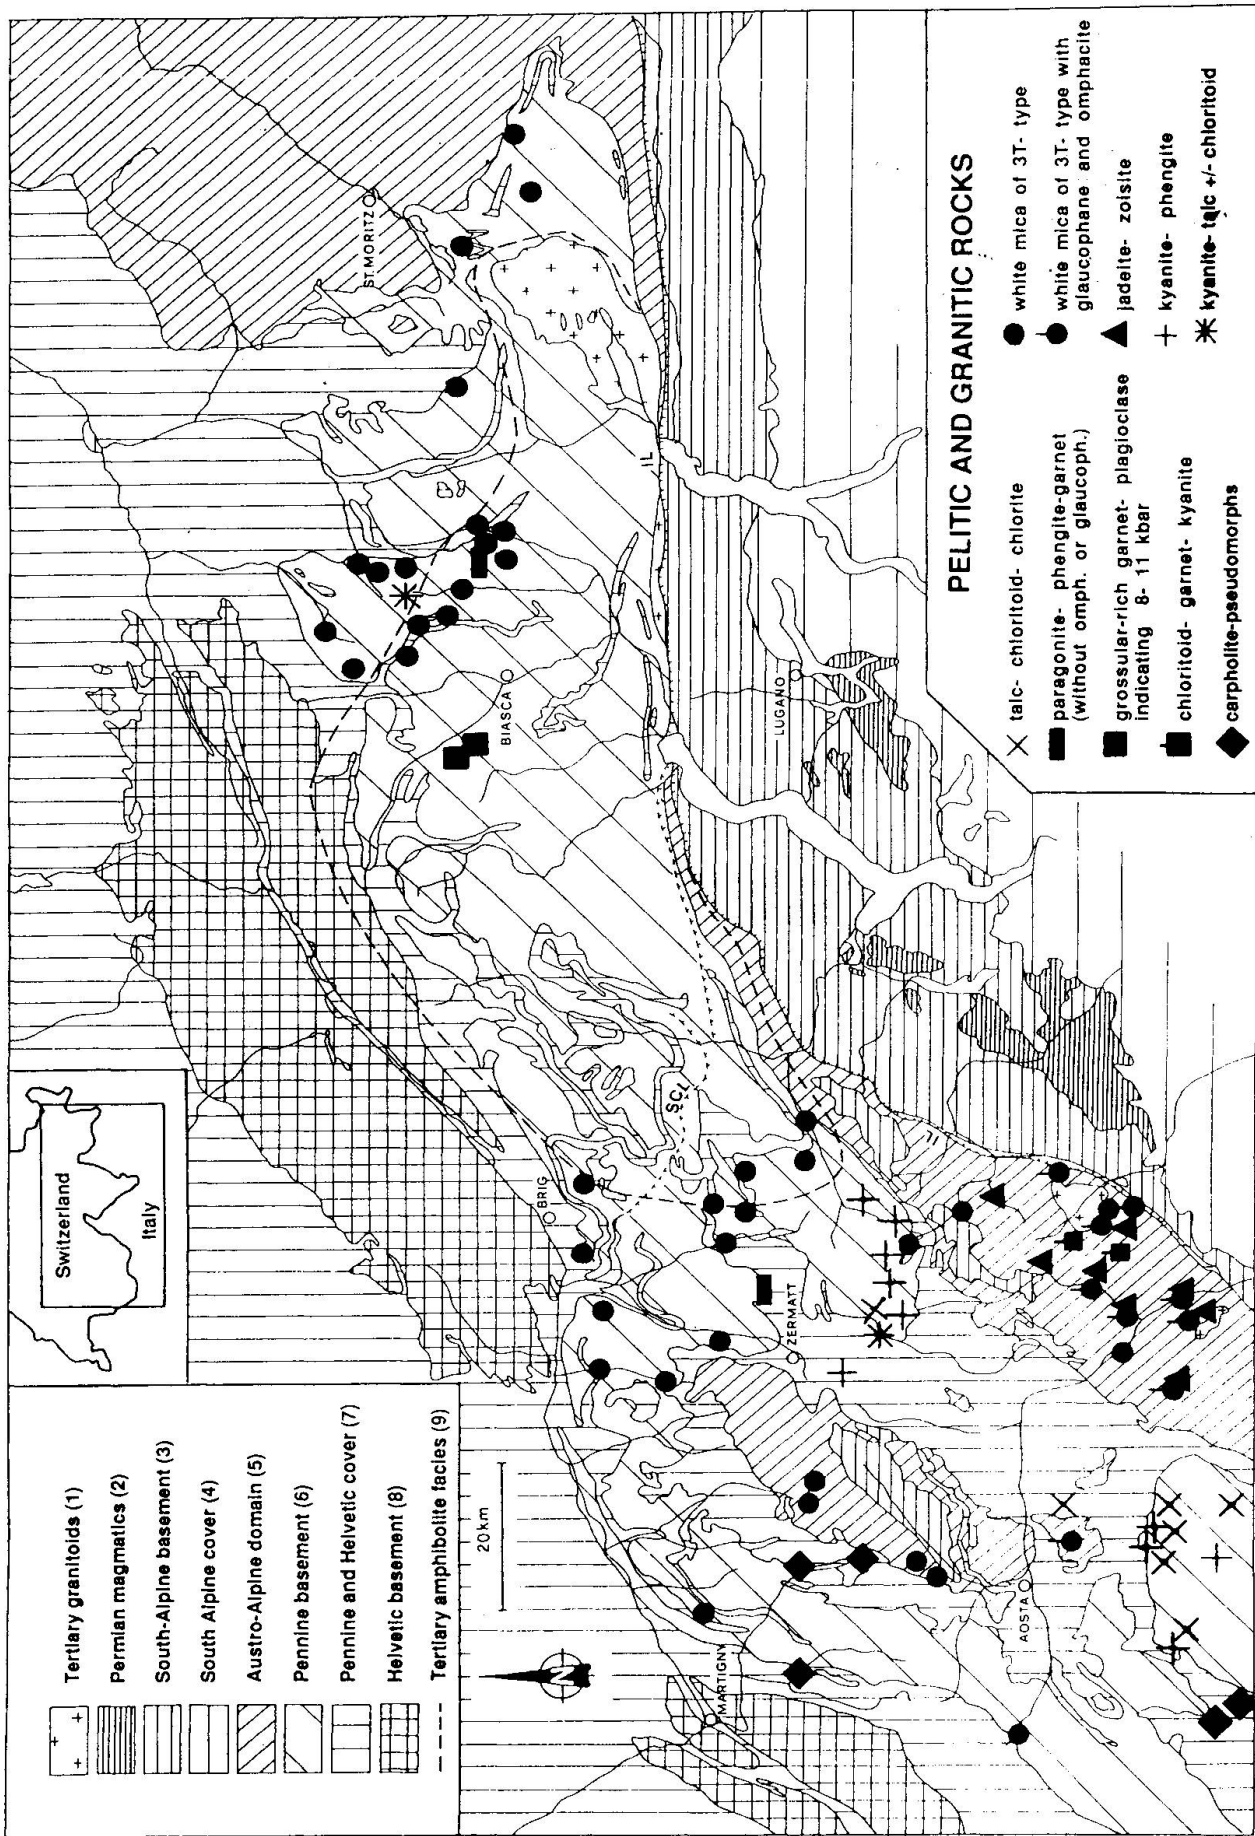 Tertiary granitoids (1)
Permian magmatics (2)
South-Alpine basement (3)
South Alpine cover (4)
Austro-Alpine domain (5)
Pennine basement (6)
Pennine and Helvetic cover (7)
Helvetic basement (8)
Tertiary amphibolite facies (9)
20km
Switzerland
Italy
N
ST. MORITZ
BIASCA
LUGANO
BRIG
SCL
IL
IL
ZERMATT
MARTIGNY
AOSTA
PELITIC AND GRANITIC ROCKS
talc- chloritoid- chlorite
paragonite- phengite-garnet
(without omph. or glaucoph.)
grossular-rich garnet- plagioclase
indicating 8- 11 kbar
chloritoid- garnet- kyanite
carpholite-pseudomorphs
white mica of 3T- type
white mica of 3T- type with
glaucophane and omphacite
jadeite- zoisite
kyanite- phengite
kyanite- talc +/- chloritoid